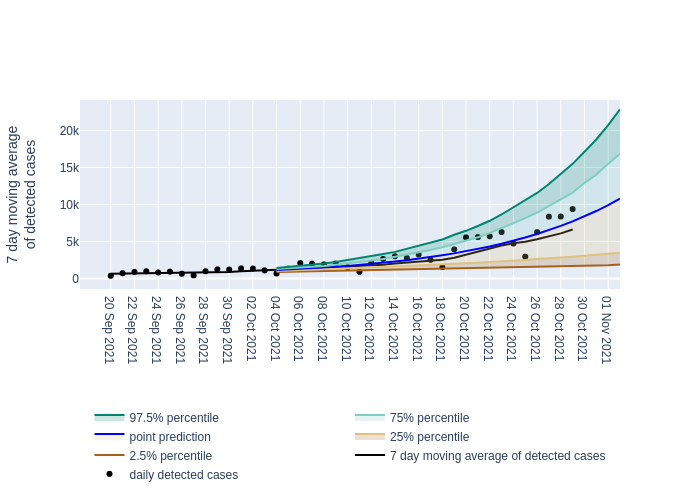 7 day moving average
of detected cases
20k
15k
10k
5k
0
20 Sep 2021
22 Sep 2021
24 Sep 2021
26 Sep 2021
28 Sep 2021
30 Sep 2021
02 Oct 2021
04 Oct 2021
06 Oct 2021
08 Oct 2021
10 Oct 2021
12 Oct 2021
14 Oct 2021
16 Oct 2021
18 Oct 2021
20 Oct 2021
22 Oct 2021
24 Oct 2021
26 Oct 2021
28 Oct 2021
30 Oct 2021
01 Nov 2021
97.5% percentile
75% percentile
point prediction
25% percentile
2.5% percentile
7 day moving average of detected cases
daily detected cases